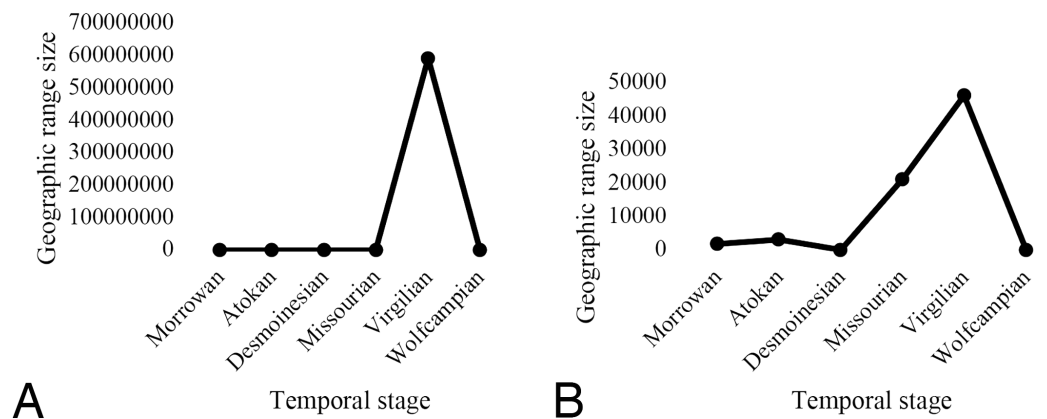 Geographic range size
700000000
600000000
500000000
400000000
300000000
200000000
100000000
0
Morrowan
Atokan
Desmoinesian
Missourian
Virgilian
Wolfcampian
Temporal stage
A
Geographic range size
50000
40000
30000
20000
10000
0
Morrowan
Atokan
Desmoinesian
Missourian
Virgilian
Wolfcampian
Temporal stage
B